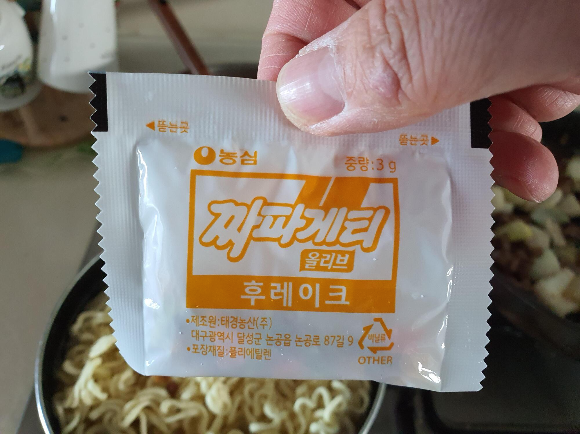 ◀뜯는곳
뜯는곳▶
농심
중량:3 g
짜파게티
올리브
후레이크
•제조원:태경농산(주)
대구광역시 달성군 논공읍 논공로 87길 9
•포장재질:폴리에틸렌
비닐류
OTHER